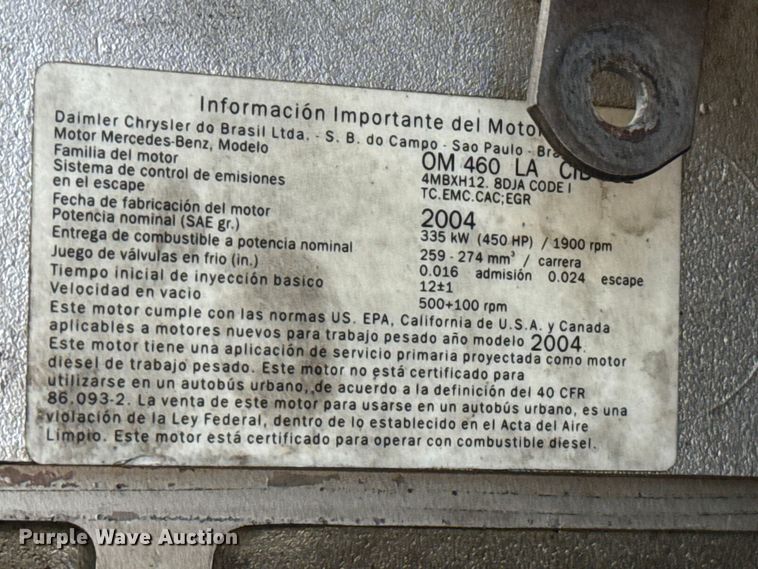 Información Importante del Motor
Daimler Chrysler do Brasil Ltda. - S. B. do Campo - Sao Paulo -
Motor Mercedes-Benz, Modelo OM 460 LA
Familia del motor 4MBXH12. 8DJA CODE I
Sistema de control de emisiones en el escape TC.EMC.CAC;EGR
Fecha de fabricación del motor 2004
Potencia nominal (SAE gr.) 335 kW (450 HP) / 1900 rpm
Entrega de combustible a potencia nominal 259 - 274 mm³ / carrera
Juego de válvulas en frio (in.) 0.016 admisión 0.024 escape
Tiempo inicial de inyección basico 12±1
Velocidad en vacio 500+100 rpm
Este motor cumple con las normas US. EPA, California de U.S.A. y Canada
aplicables a motores nuevos para trabajo pesado año modelo 2004.
Este motor tiene una aplicación de servicio primaria proyectada como motor
diesel de trabajo pesado. Este motor no está certificado para
utilizarse en un autobús urbano, de acuerdo a la definición del 40 CFR
86.093-2. La venta de este motor para usarse en un autobús urbano, es una
violación de la Ley Federal, dentro de lo establecido en el Acta del Aire
Limpio. Este motor está certificado para operar con combustible diesel.
Purple Wave Auction